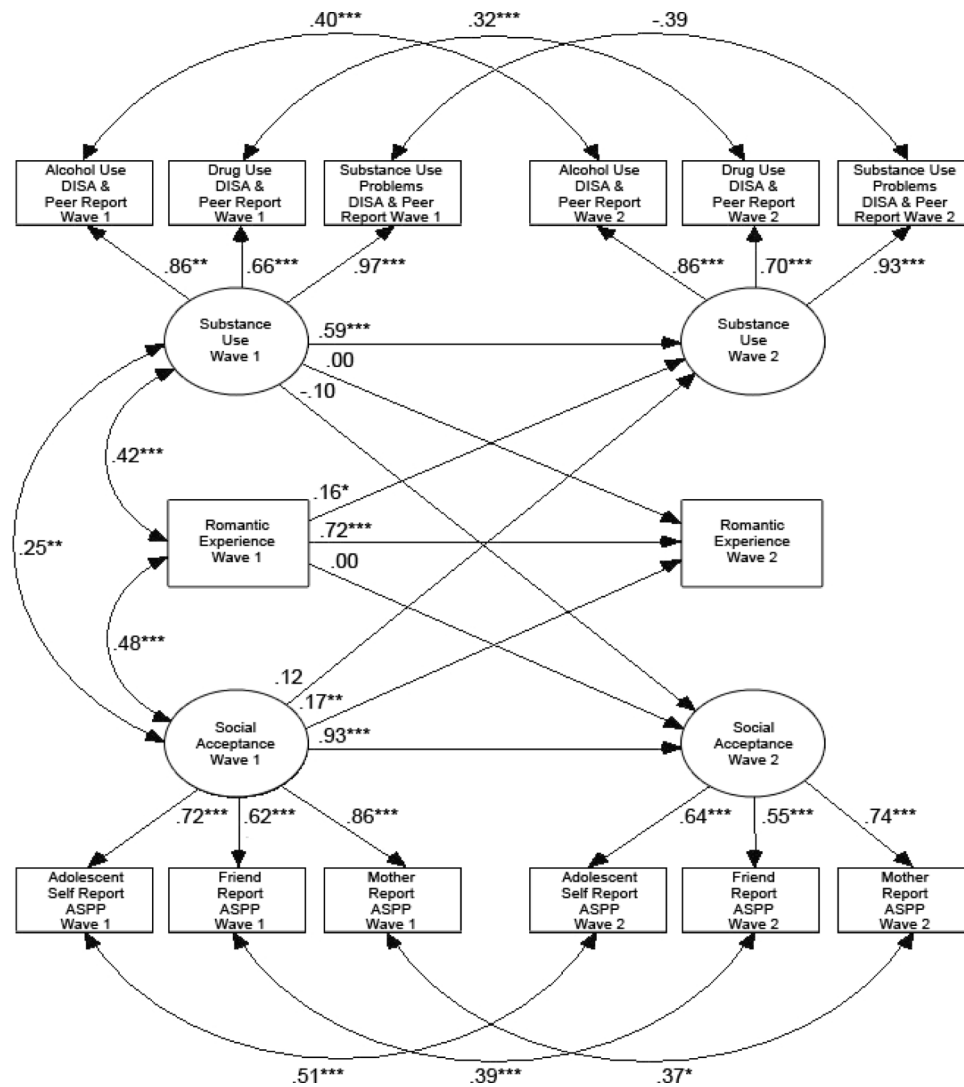 .40***
.32***
-.39
Alcohol Use
DISA &
Peer Report
Wave 1
Drug Use
DISA &
Peer Report
Wave 1
Substance Use
Problems
DISA & Peer
Report Wave 1
Alcohol Use
DISA &
Peer Report
Wave 2
Drug Use
DISA &
Peer Report
Wave 2
Substance Use
Problems
DISA & Peer
Report Wave 2
.86**
.66***
.97***
.86***
.70***
.93***
Substance
Use
Wave 1
.59***
.00
-.10
Substance
Use
Wave 2
.42***
.25**
Romantic
Experience
Wave 1
.16*
.72***
.00
Romantic
Experience
Wave 2
.48***
Social
Acceptance
Wave 1
.12
.17**
.93***
Social
Acceptance
Wave 2
.72***
.62***
.86***
.64***
.55***
.74***
Adolescent
Self Report
ASPP
Wave 1
Friend
Report
ASPP
Wave 1
Mother
Report
ASPP
Wave 1
Adolescent
Self Report
ASPP
Wave 2
Friend
Report
ASPP
Wave 2
Mother
Report
ASPP
Wave 2
.51***
.39***
.37*